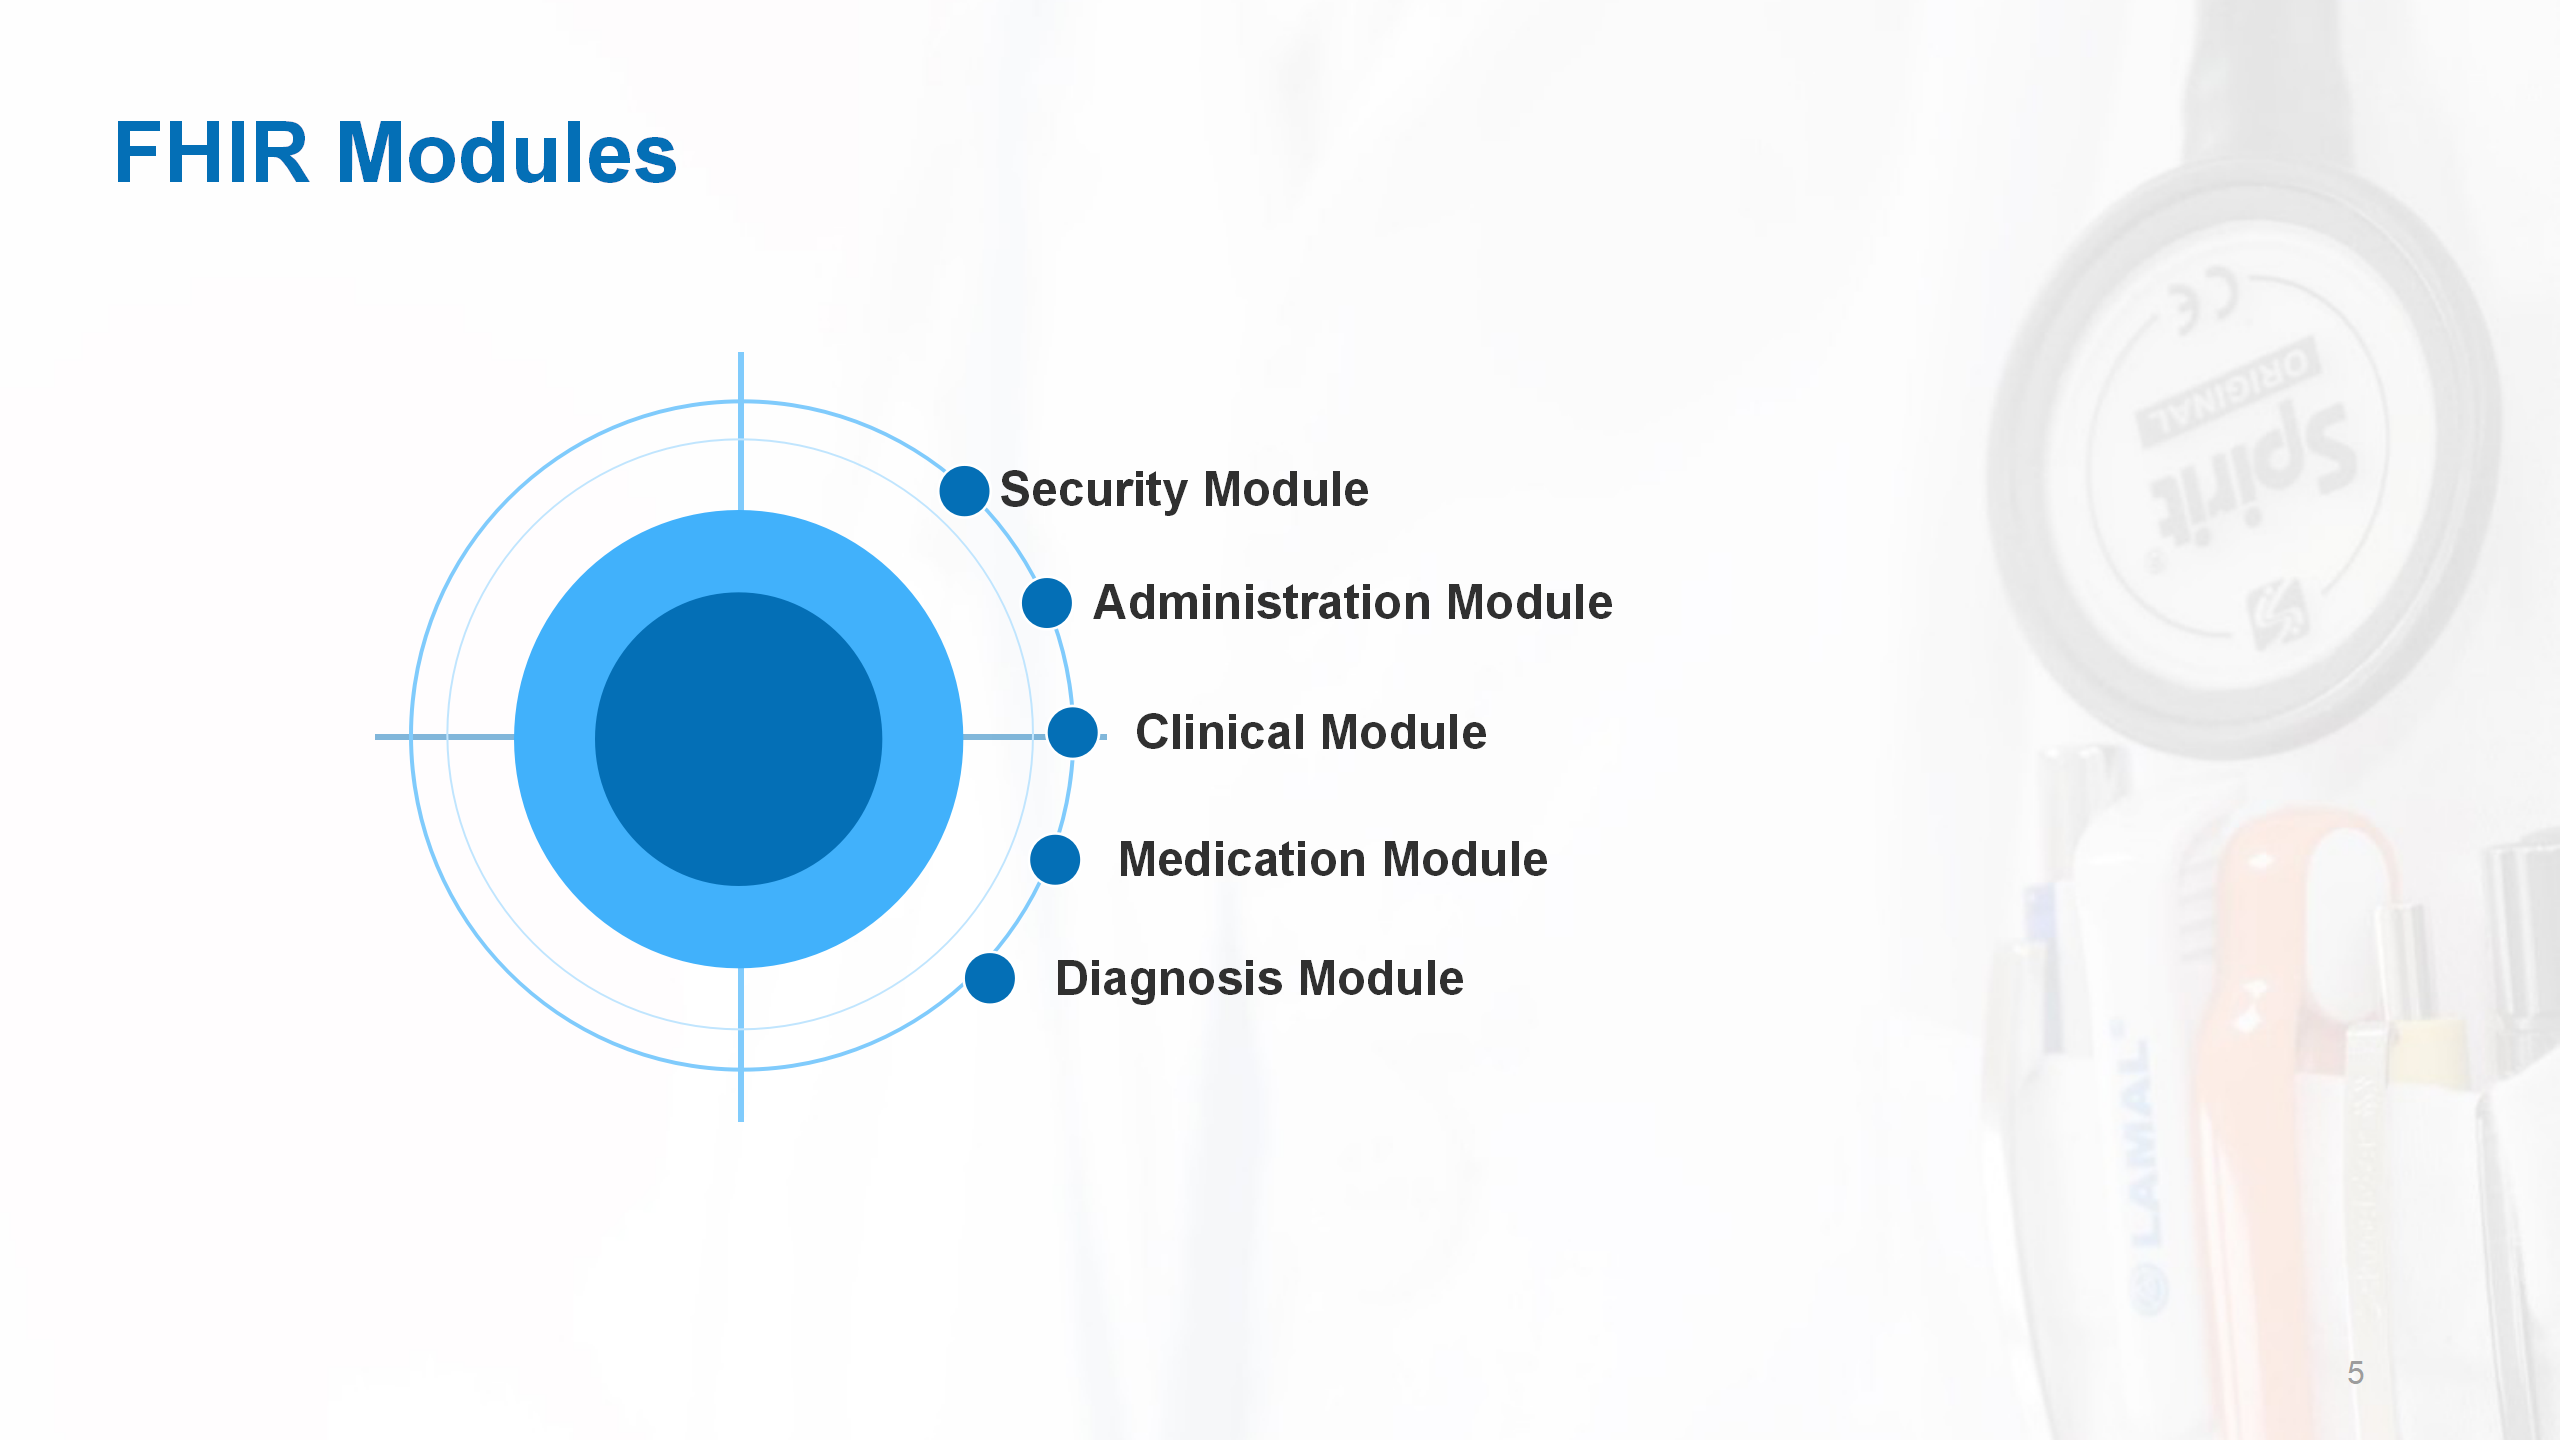 FHIR Modules
Security Module
Administration Module
Clinical Module
Medication Module
Diagnosis Module
CE
ORIGINAL
Spirit®
LAMAL
5